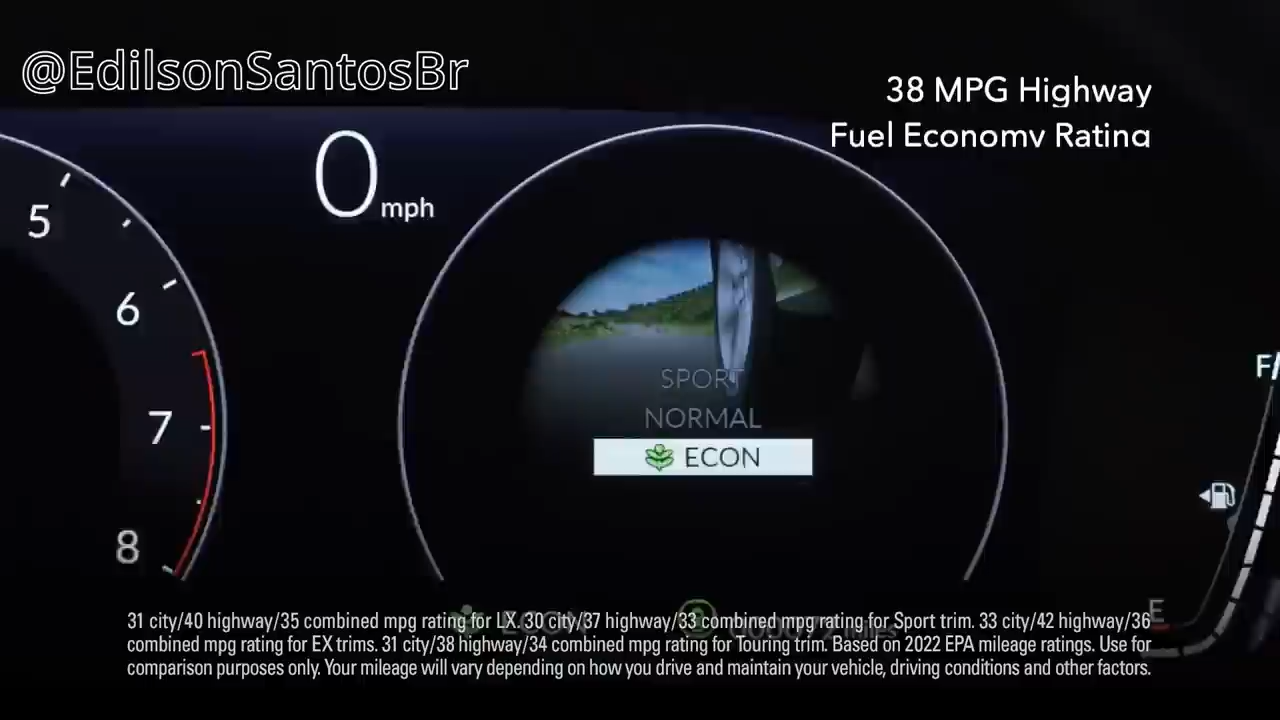 @EdilsonSantosBr
38 MPG Highway
Fuel Economy Rating
0 mph
5
6
7
8
SPORT
NORMAL
ECON
F
E
31 city/40 highway/35 combined mpg rating for LX. 30 city/37 highway/33 combined mpg rating for Sport trim. 33 city/42 highway/36
combined mpg rating for EX trims. 31 city/38 highway/34 combined mpg rating for Touring trim. Based on 2022 EPA mileage ratings. Use for
comparison purposes only. Your mileage will vary depending on how you drive and maintain your vehicle, driving conditions and other factors.
ECON
miles